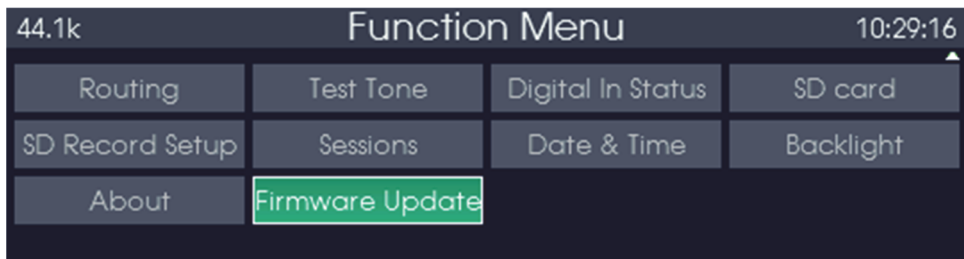 44.1k Function Menu 10:29:16
Routing Test Tone Digital In Status SD card
SD Record Setup Sessions Date & Time Backlight
About Firmware Update